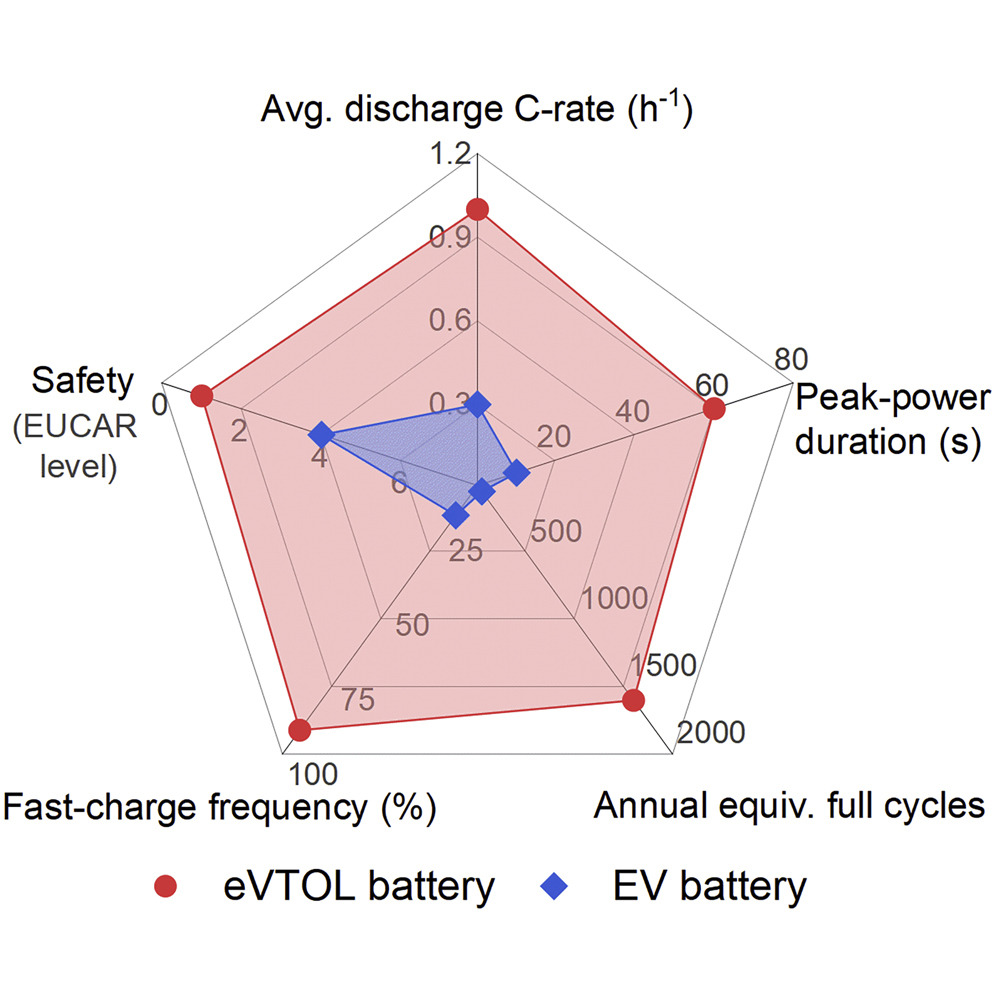 Avg. discharge C-rate (h⁻¹)
1.2
0.9
0.6
0.3
Safety
(EUCAR
level)
0
2
4
6
20
40
60
80
Peak-power
duration (s)
500
1000
1500
2000
25
50
75
100
Fast-charge frequency (%)
Annual equiv. full cycles
eVTOL battery
EV battery